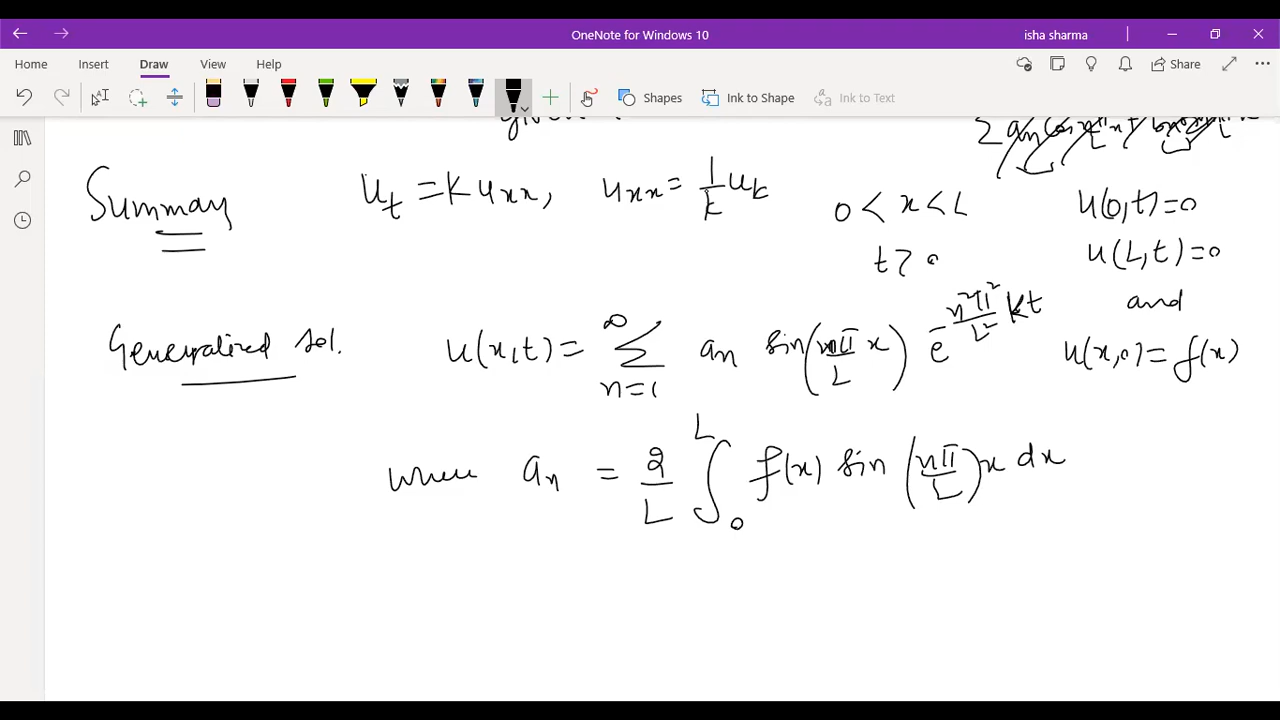 OneNote for Windows 10
isha sharma
Home Insert Draw View Help
Share
Shapes Ink to Shape Ink to Text
given
Summary u_t = k u_xx, u_xx = 1/k u_k 0 < x < L u(0,t)=0
t > 0 u(L,t)=0
and
Generalized sol. u(x,t) = ∑_{n=1}^{∞} a_n sin(nπ/L x) e^{-n²π²/L² kt} u(x,0) = f(x)
where a_n = 2/L ∫_0^L f(x) sin(nπ/L)x dx